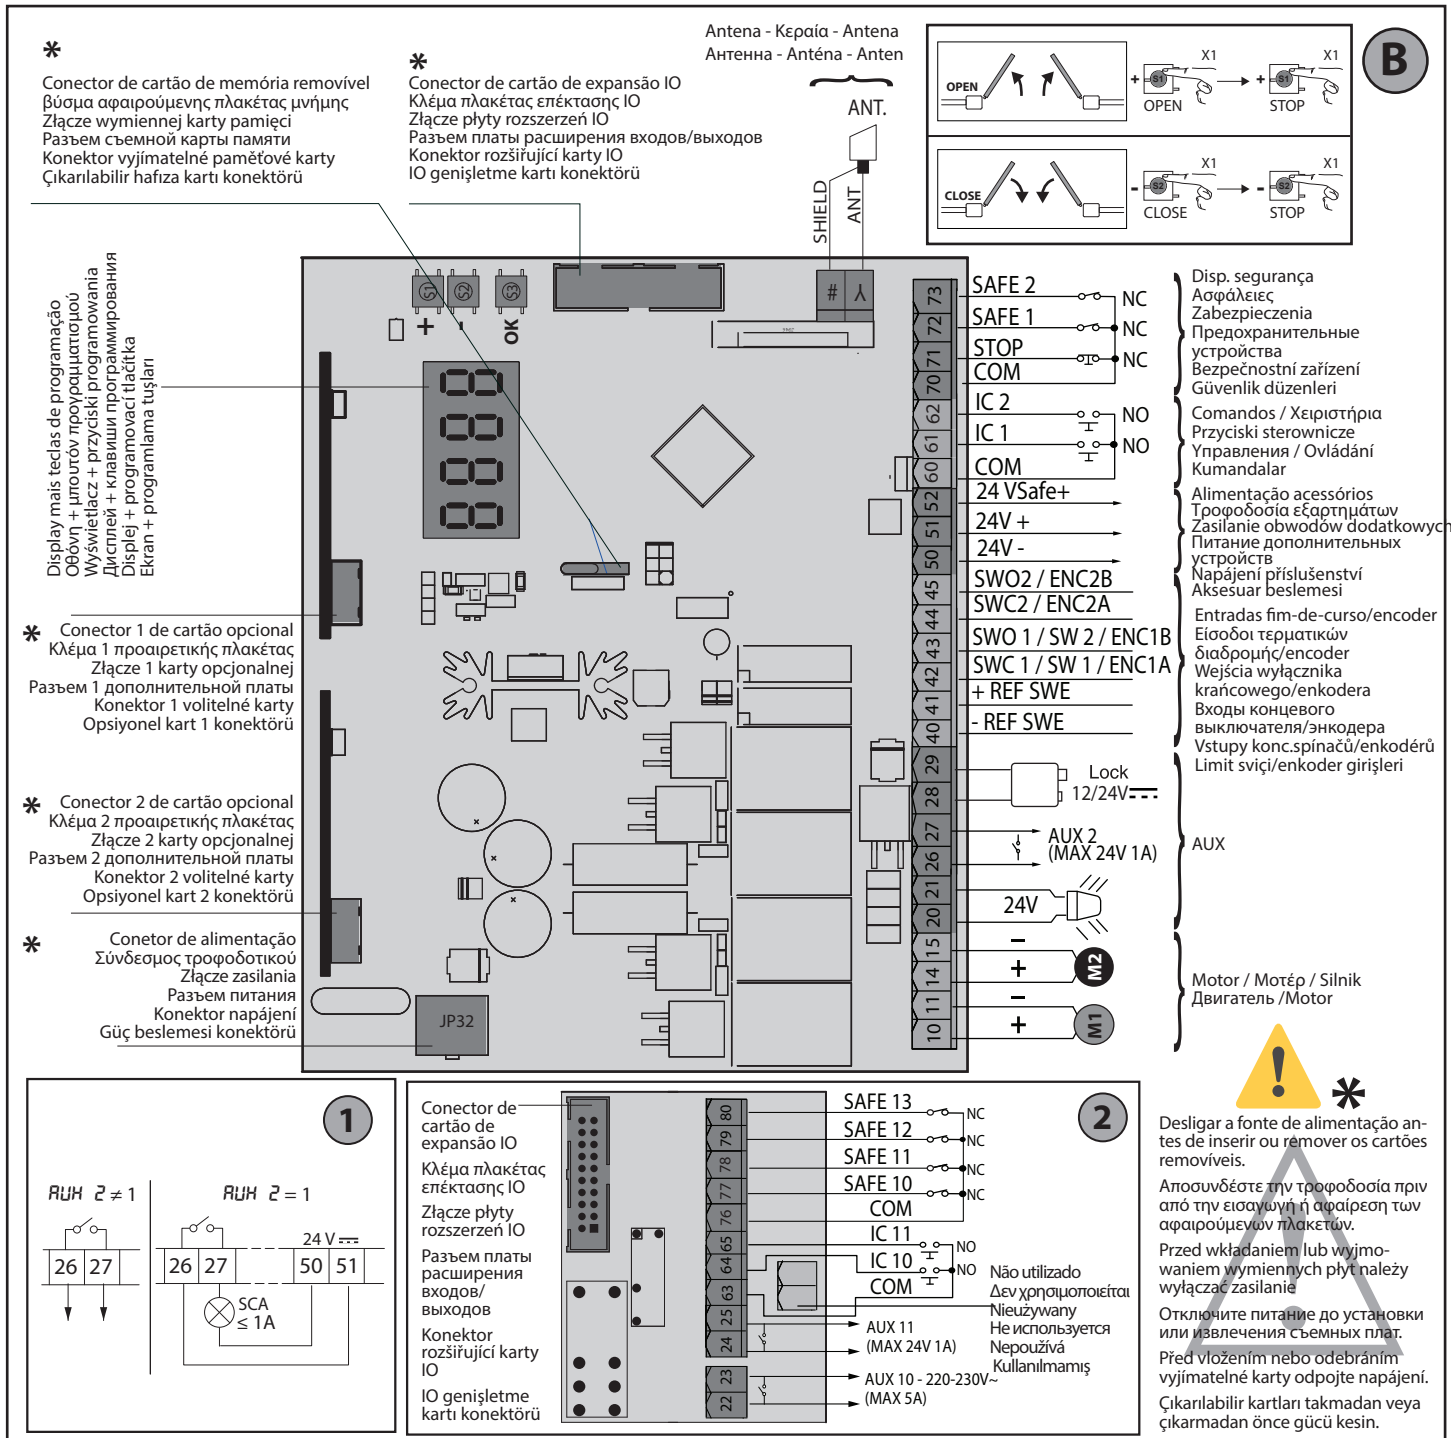 *
Conector de cartão de memória removível
βύσμα αφαιρούμενης πλακέτας μνήμης
Złącze wymiennej karty pamięci
Разъем съемной карты памяти
Konektor vyjímatelné paměťové karty
Çıkarılabilir hafıza kartı konektörü
*
Conector de cartão de expansão IO
Κλέμα πλακέτας επέκτασης IO
Złącze płyty rozszerzeń IO
Разъем платы расширения входов/выходов
Konektor rozšiřující karty IO
IO genişletme kartı konektörü
Antena - Κεραία - Antena
Антенна - Anténa - Anten
ANT.
SHIELD
ANT
B
OPEN
+ S1 X1
OPEN
+ S1 X1
STOP
CLOSE
- S2 X1
CLOSE
- S2 X1
STOP
Display mais teclas de programação
Οθόνη + μπουτόν προγραμματισμού
Wyświetlacz + przyciski programowania
Дисплей + клавиши программирования
Displej + programovací tlačítka
Ekran + programlama tuşları
S1
S2
S3
+
-
OK
#
Y
73 SAFE 2 NC
72 SAFE 1 NC
71 STOP NC
70 COM
62 IC 2 NO
61 IC 1 NO
60 COM
52 24 VSafe+
51 24V +
50 24V -
45 SWO2 / ENC2B
44 SWC2 / ENC2A
43 SWO 1 / SW 2 / ENC1B
42 SWC 1 / SW 1 / ENC1A
41 + REF SWE
40 - REF SWE
29
28
Lock
12/24V
27
26
AUX 2
(MAX 24V 1A)
21
20
24V
15 −
14 +
M2
11 −
10 +
M1
Disp. segurança
Ασφάλειες
Zabezpieczenia
Предохранительные
устройства
Bezpečnostní zařízení
Güvenlik düzenleri
Comandos / Χειριστήρια
Przyciski sterownicze
Управления / Ovládání
Kumandalar
Alimentação acessórios
Τροφοδοσία εξαρτημάτων
Zasilanie obwodów dodatkowych
Питание дополнительных
устройств
Napájení příslušenství
Aksesuar beslemesi
Entradas fim-de-curso/encoder
Είσοδοι τερματικών
διαδρομής/encoder
Wejścia wyłącznika
krańcowego/enkodera
Входы концевого
выключателя/энкодера
Vstupy konc.spínačů/enkodérů
Limit sviçi/enkoder girişleri
AUX
Motor / Μοτέρ / Silnik
Двигатель /Motor
* Conector 1 de cartão opcional
Κλέμα 1 προαιρετικής πλακέτας
Złącze 1 karty opcjonalnej
Разъем 1 дополнительной платы
Konektor 1 volitelné karty
Opsiyonel kart 1 konektörü
* Conector 2 de cartão opcional
Κλέμα 2 προαιρετικής πλακέτας
Złącze 2 karty opcjonalnej
Разъем 2 дополнительной платы
Konektor 2 volitelné karty
Opsiyonel kart 2 konektörü
* Conetor de alimentação
Σύνδεσμος τροφοδοτικού
Złącze zasilania
Разъем питания
Konektor napájení
Güç beslemesi konektörü
JP32
1
AUX 2 ≠ 1
26 27
AUX 2 = 1
24 V
26 27 50 51
SCA
≤ 1A
2
Conector de
cartão de
expansão IO
Κλέμα πλακέτας
επέκτασης IO
Złącze płyty
rozszerzeń IO
Разъем платы
расширения
входов/
выходов
Konektor
rozšiřující karty
IO
IO genişletme
kartı konektörü
80 SAFE 13 NC
79 SAFE 12 NC
78 SAFE 11 NC
77 SAFE 10 NC
76 COM
65 IC 11 NO
64 IC 10 NO
63 COM
25
24
AUX 11
(MAX 24V 1A)
23
22
AUX 10 - 220-230V~
(MAX 5A)
Não utilizado
Δεν χρησιμοποιείται
Nieużywany
Не используется
Nepoužívá
Kullanılmamış
! *
Desligar a fonte de alimentação an-
tes de inserir ou remover os cartões
removíveis.
Αποσυνδέστε την τροφοδοσία πριν
από την εισαγωγή ή αφαίρεση των
αφαιρούμενων πλακετών.
Przed wkładaniem lub wyjmo-
waniem wymiennych płyt należy
wyłączać zasilanie
Отключите питание до установки
или извлечения съемных плат.
Před vložením nebo odebráním
vyjímatelné karty odpojte napájení.
Çıkarılabilir kartları takmadan veya
çıkarmadan önce gücü kesin.